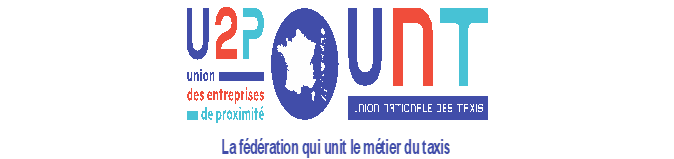 U2P
union
des entreprises
de proximité
UNT
UNION NATIONALE DES TAXIS
La fédération qui unit le métier du taxis